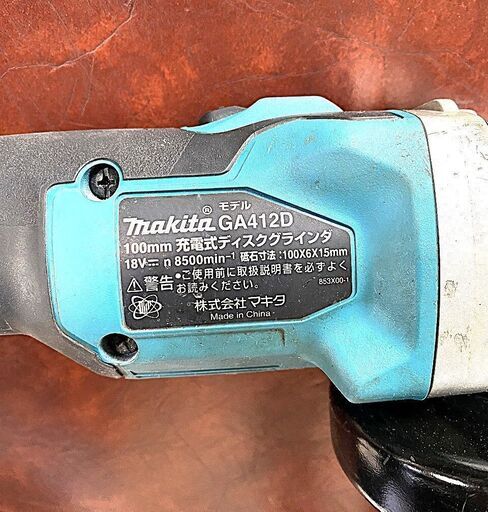 モデル
makita® GA412D
100mm 充電式ディスクグラインダ
18V⎓ n 8500min⁻¹ 砥石寸法:100X6X15mm
⚠警告 ●ご使用前に取扱説明書を必ずよく
お読みください。
853X00-1
株式会社マキタ
Made in China